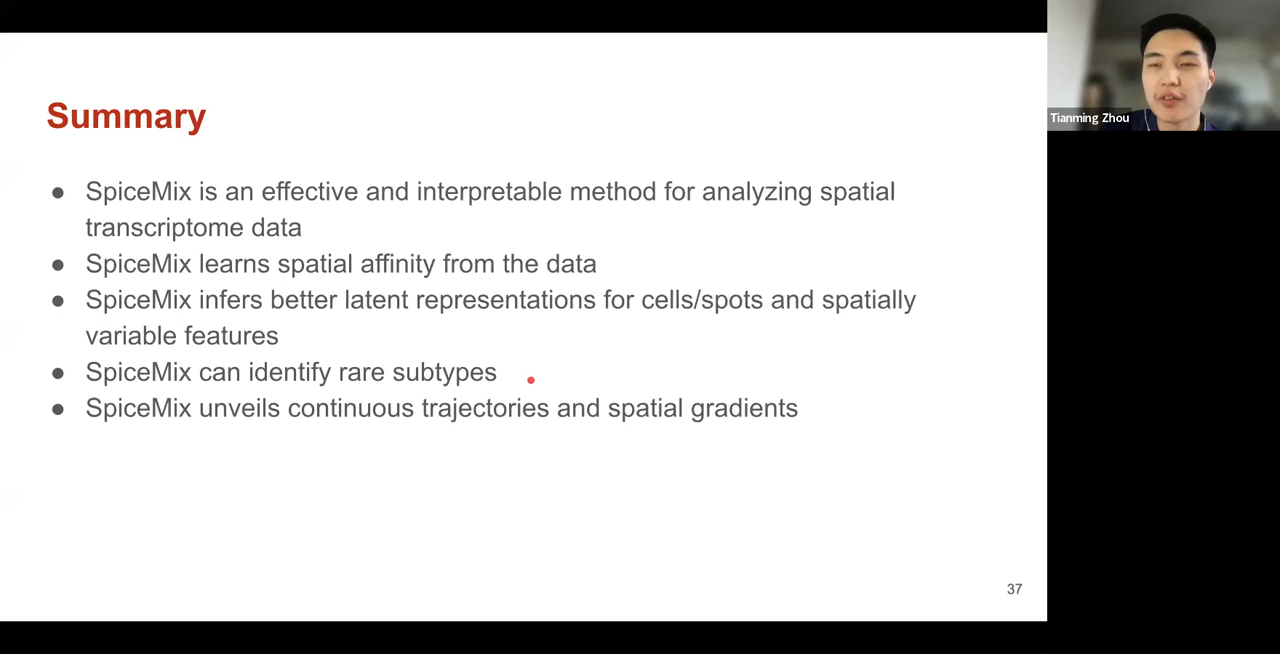 Summary
● SpiceMix is an effective and interpretable method for analyzing spatial
transcriptome data
● SpiceMix learns spatial affinity from the data
● SpiceMix infers better latent representations for cells/spots and spatially
variable features
● SpiceMix can identify rare subtypes
● SpiceMix unveils continuous trajectories and spatial gradients
37
Tianming Zhou